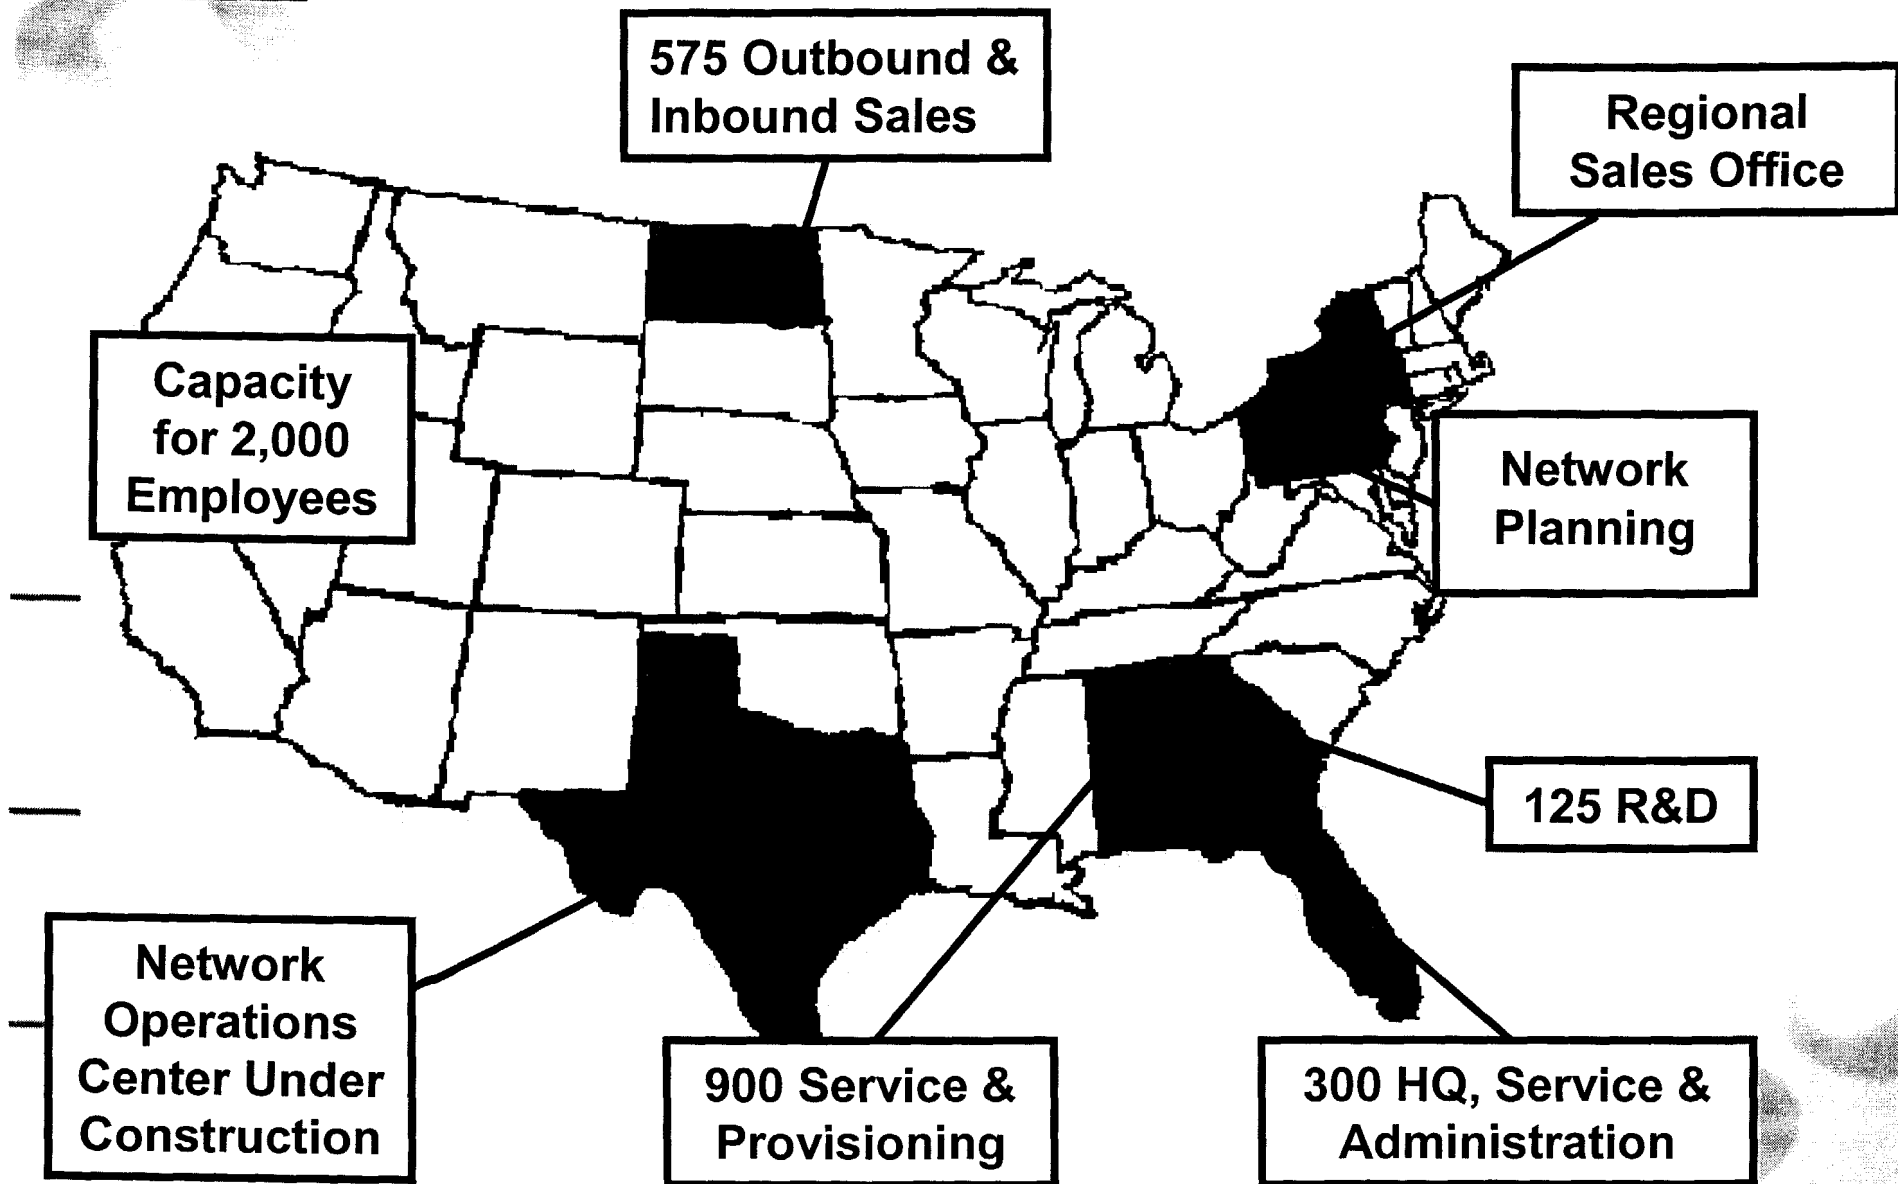 575 Outbound &
Inbound Sales
Regional
Sales Office
Capacity
for 2,000
Employees
Network
Planning
125 R&D
Network
Operations
Center Under
Construction
900 Service &
Provisioning
300 HQ, Service &
Administration